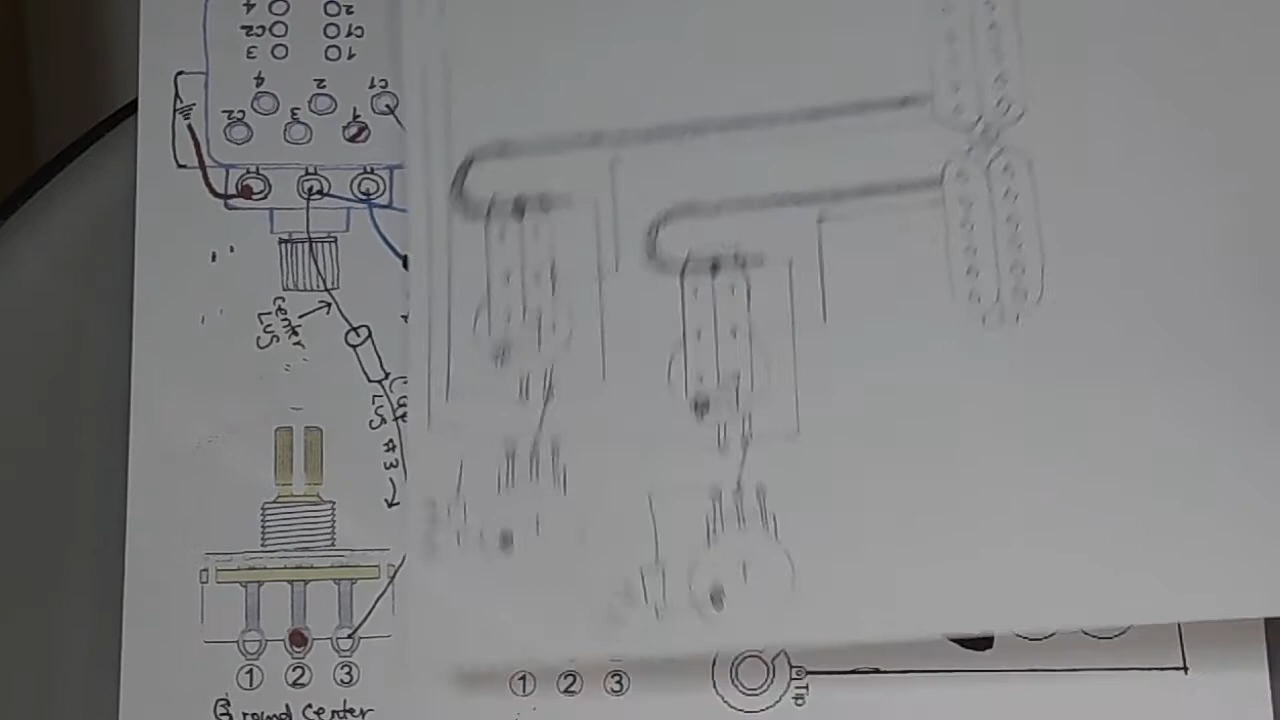 4 2
C2 C1
3 1
4 2 C1
C2 3 1
Center
LUS
LUS #3
① ② ③
Ground Center
① ② ③
Tip